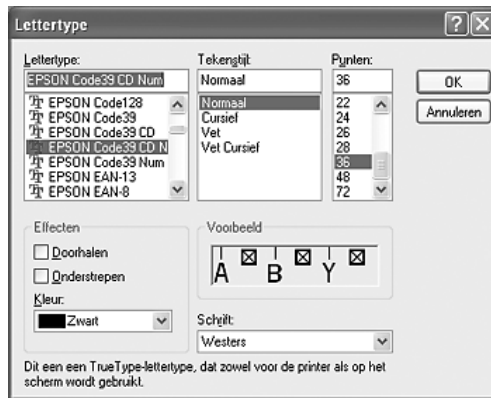 Lettertype
Lettertype:
EPSON Code39 CD Num
EPSON Code128
EPSON Code39
EPSON Code39 CD
EPSON Code39 CD N
EPSON Code39 Num
EPSON EAN-13
EPSON EAN-8
Tekenstijl:
Normaal
Normaal
Cursief
Vet
Vet Cursief
Punten:
36
22
24
26
28
36
48
72
OK
Annuleren
Effecten
Doorhalen
Onderstrepen
Kleur:
Zwart
Voorbeeld
A B Y
Schrift:
Westers
Dit een een TrueType-lettertype, dat zowel voor de printer als op het
scherm wordt gebruikt.